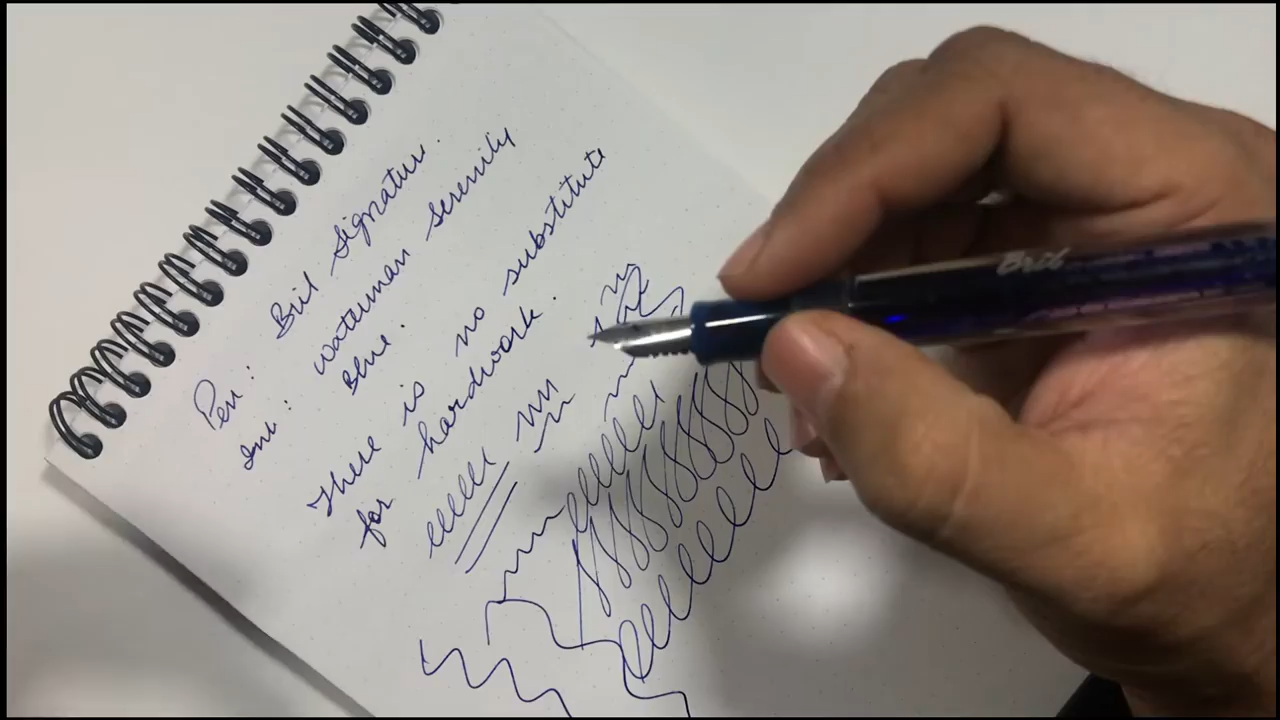 Pen: Bril Signature.
Ink: Waterman Serenity
Blue.
There is no substitute
for hardwork.
Bril